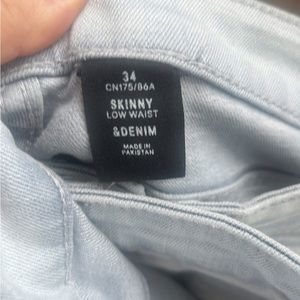 34
CN175/86A
SKINNY
LOW WAIST
&DENIM
MADE IN
PAKISTAN